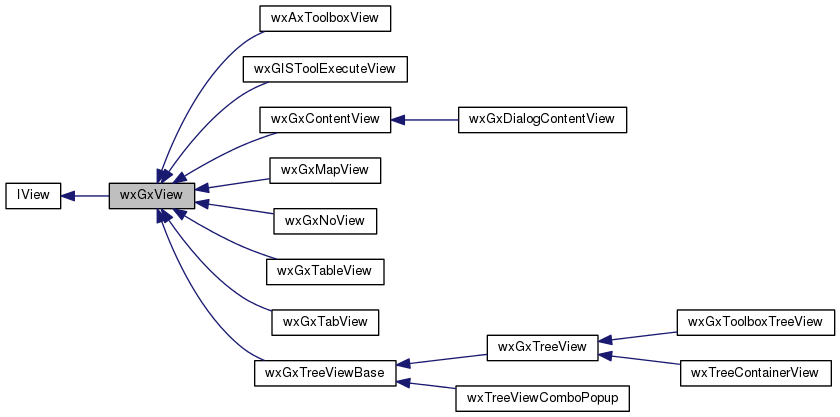 wxAxToolboxView
wxGISToolExecuteView
wxGxContentView
wxGxDialogContentView
wxGxMapView
IView
wxGxView
wxGxNoView
wxGxTableView
wxGxTabView
wxGxToolboxTreeView
wxGxTreeView
wxGxTreeViewBase
wxTreeContainerView
wxTreeViewComboPopup